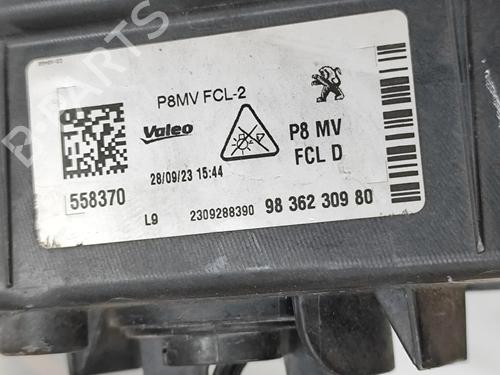 P8MV FCL-2
Valeo
P8 MV
FCL D
28/09/23 15:44
558370
L9
2309288390
98 362 309 80
B-PARTS